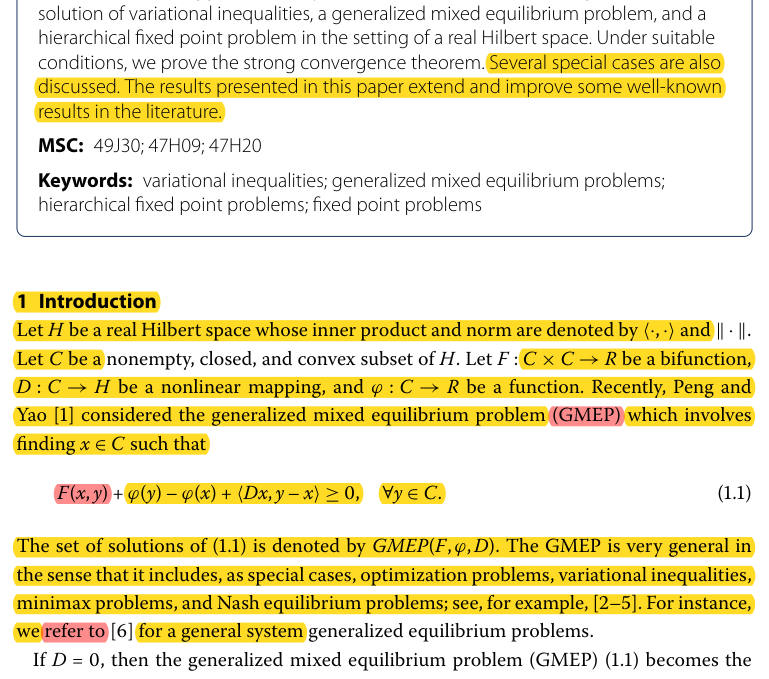 solution of variational inequalities, a generalized mixed equilibrium problem, and a
hierarchical fixed point problem in the setting of a real Hilbert space. Under suitable
conditions, we prove the strong convergence theorem. Several special cases are also
discussed. The results presented in this paper extend and improve some well-known
results in the literature.
MSC: 49J30; 47H09; 47H20
Keywords: variational inequalities; generalized mixed equilibrium problems;
hierarchical fixed point problems; fixed point problems
1 Introduction
Let H be a real Hilbert space whose inner product and norm are denoted by ⟨·,·⟩ and ‖ · ‖.
Let C be a nonempty, closed, and convex subset of H. Let F : C × C → R be a bifunction,
D : C → H be a nonlinear mapping, and φ : C → R be a function. Recently, Peng and
Yao [1] considered the generalized mixed equilibrium problem (GMEP) which involves
finding x ∈ C such that
F(x, y) + φ(y) – φ(x) + ⟨Dx, y – x⟩ ≥ 0, ∀y ∈ C. (1.1)
The set of solutions of (1.1) is denoted by GMEP(F, φ, D). The GMEP is very general in
the sense that it includes, as special cases, optimization problems, variational inequalities,
minimax problems, and Nash equilibrium problems; see, for example, [2–5]. For instance,
we refer to [6] for a general system generalized equilibrium problems.
If D = 0, then the generalized mixed equilibrium problem (GMEP) (1.1) becomes the